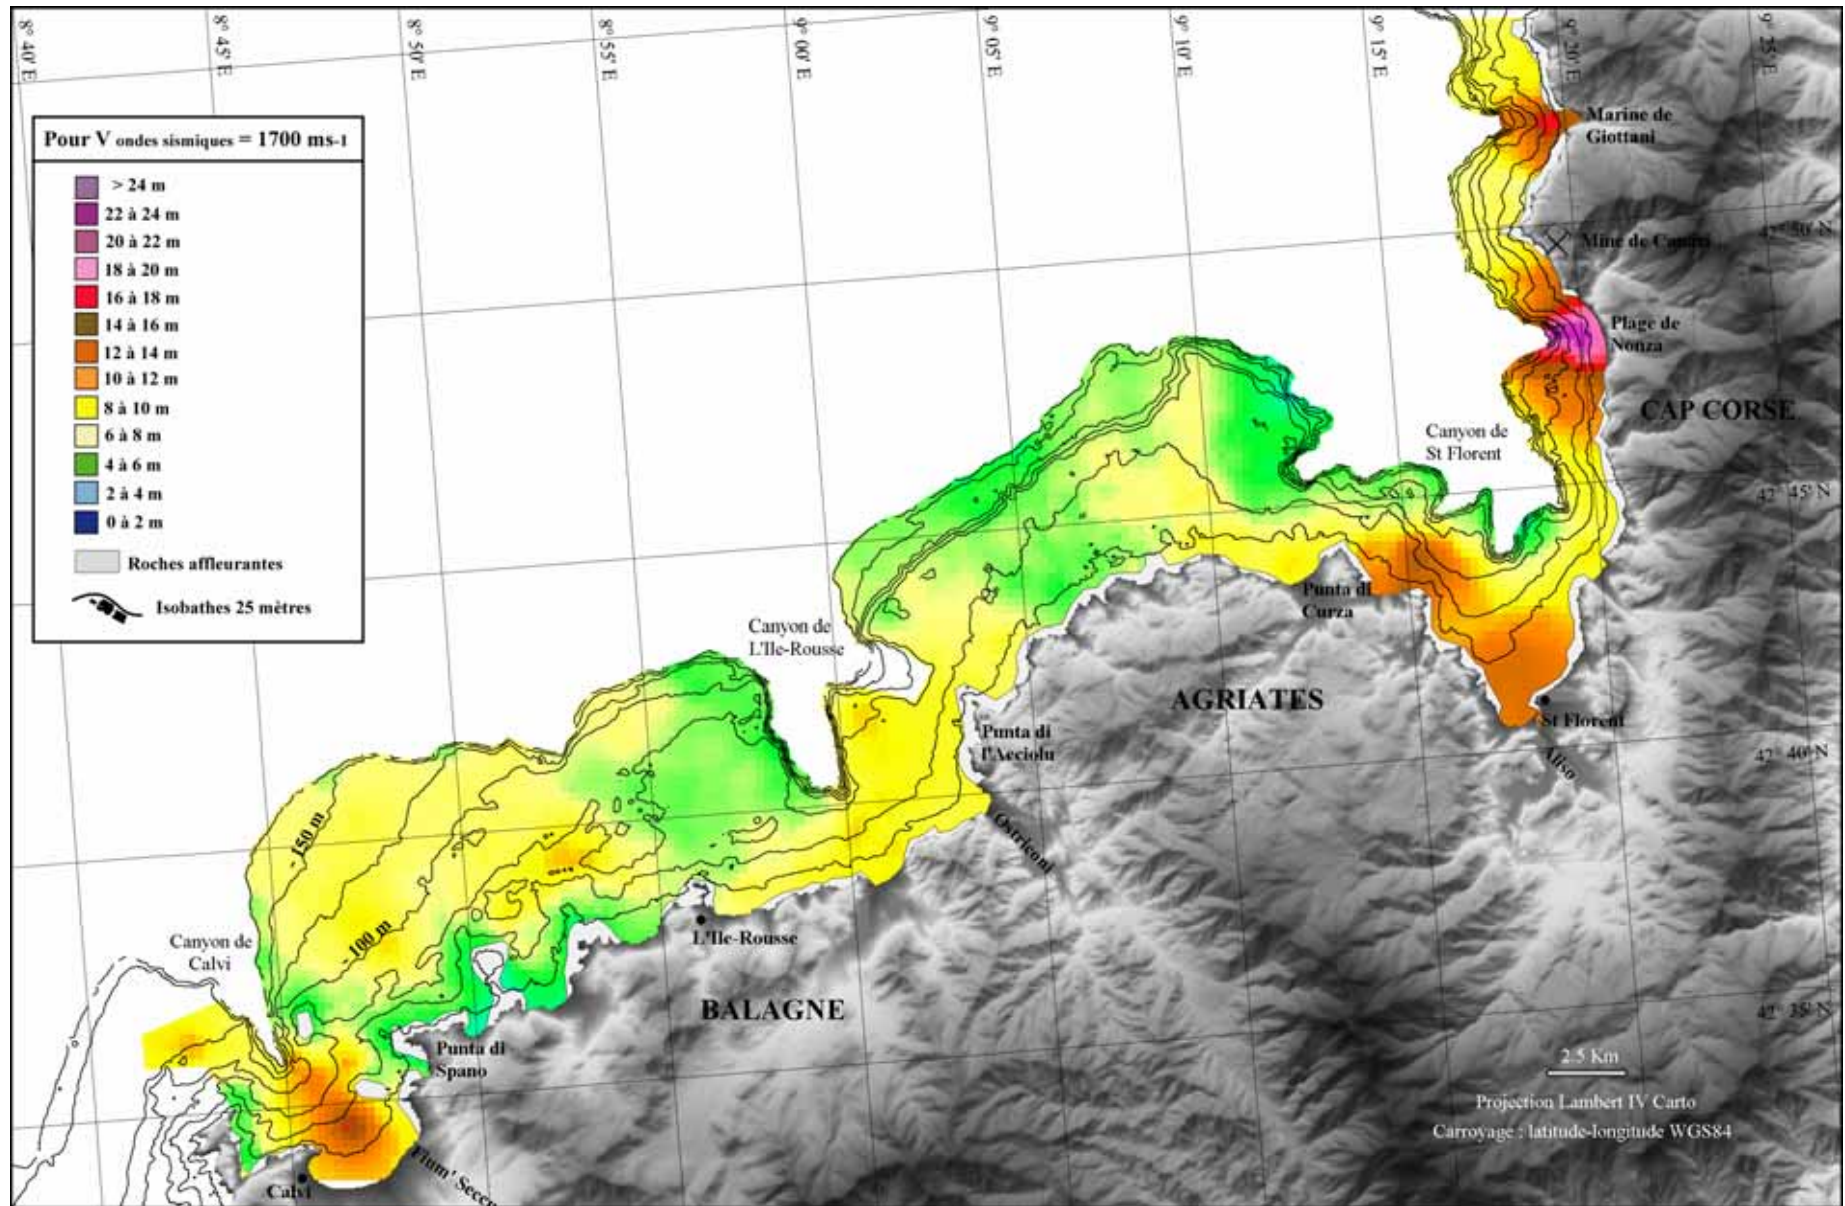 8° 40' E
8° 45' E
8° 50' E
8° 55' E
9° 00' E
9° 05' E
9° 10' E
9° 15' E
9° 20' E
9° 25' E
Pour V ondes sismiques = 1700 ms-1
> 24 m
22 à 24 m
20 à 22 m
18 à 20 m
16 à 18 m
14 à 16 m
12 à 14 m
10 à 12 m
8 à 10 m
6 à 8 m
4 à 6 m
2 à 4 m
0 à 2 m
Roches affleurantes
Isobathes 25 mètres
Marine de
Giottani
42° 50' N
Mine de Canari
Plage de
Nonza
CAP CORSE
Canyon de
St Florent
42° 45' N
Punta di
Curza
Canyon de
L'Ile-Rousse
AGRIATES
St Florent
Punta di
l'Acciolu
Aliso
42° 40' N
Ostriconi
- 150 m
- 100 m
Canyon de
Calvi
L'Ile-Rousse
BALAGNE
42° 35' N
Punta di
Spano
2.5 Km
Projection Lambert IV Carto
Carroyage : latitude-longitude WGS84
Fium' Secco
Calvi